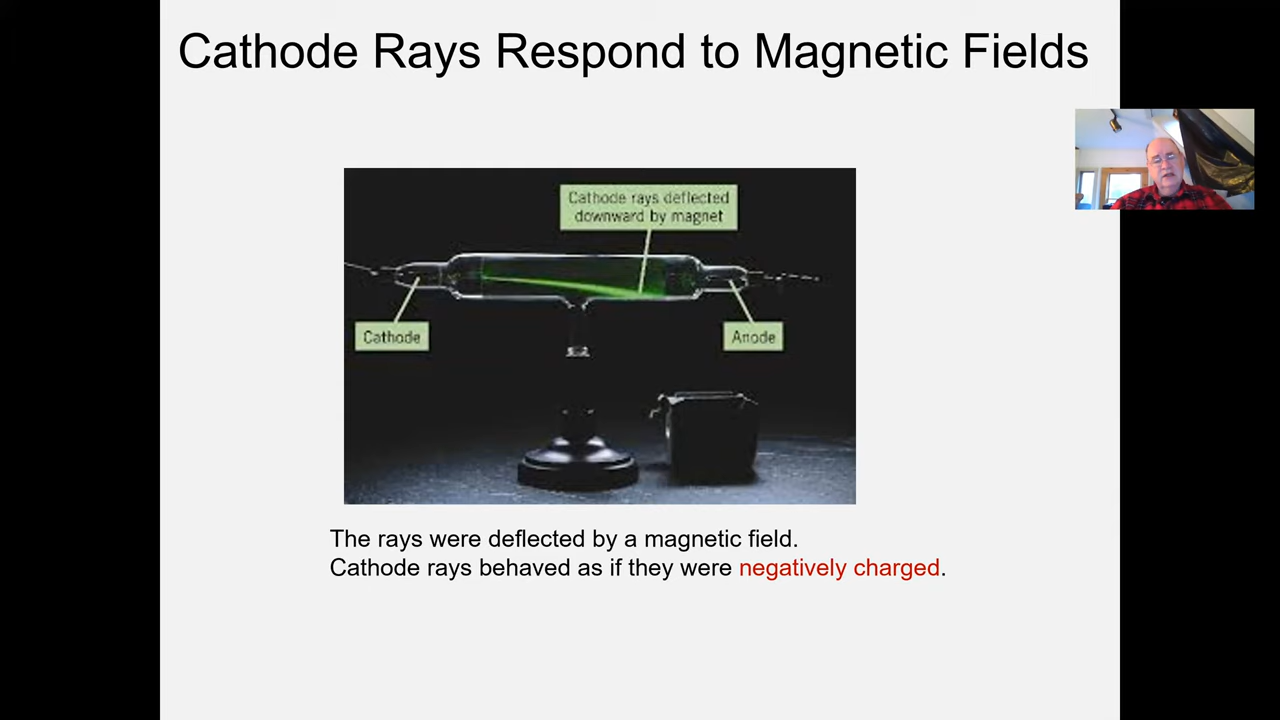 Cathode Rays Respond to Magnetic Fields
Cathode rays deflected
downward by magnet
Cathode
Anode
The rays were deflected by a magnetic field.
Cathode rays behaved as if they were negatively charged.